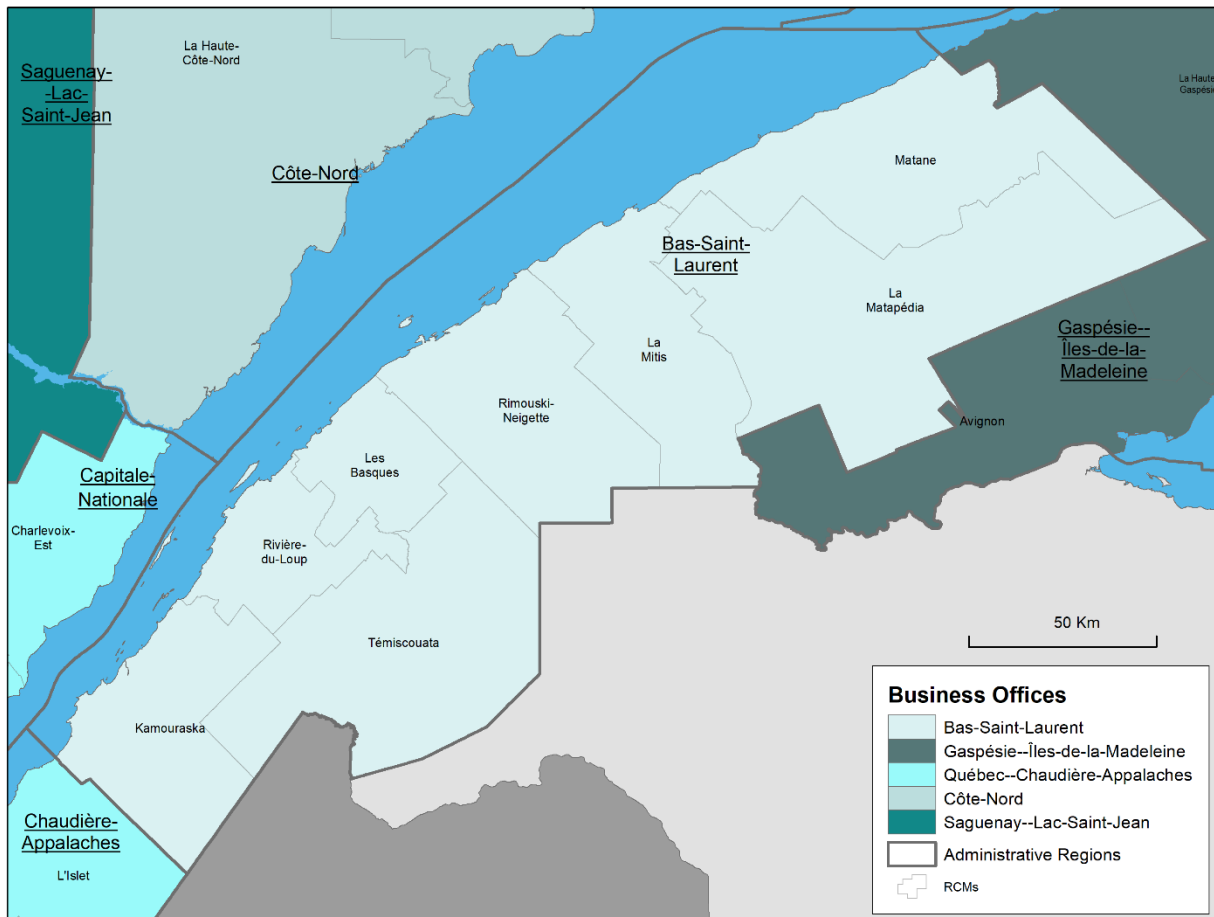 La Haute-
Côte-Nord
Saguenay-
-Lac-
Saint-Jean
La Haute
Gaspésie
Côte-Nord
Matane
Bas-Saint-
Laurent
La
Matapédia
Gaspésie--
Îles-de-la-
Madeleine
La
Mitis
Rimouski-
Neigette
Avignon
Les
Basques
Capitale-
Nationale
Charlevoix-
Est
Rivière-
du-Loup
50 Km
Témiscouata
Kamouraska
Chaudière-
Appalaches
L'Islet
Business Offices
Bas-Saint-Laurent
Gaspésie--Îles-de-la-Madeleine
Québec--Chaudière-Appalaches
Côte-Nord
Saguenay--Lac-Saint-Jean
Administrative Regions
RCMs